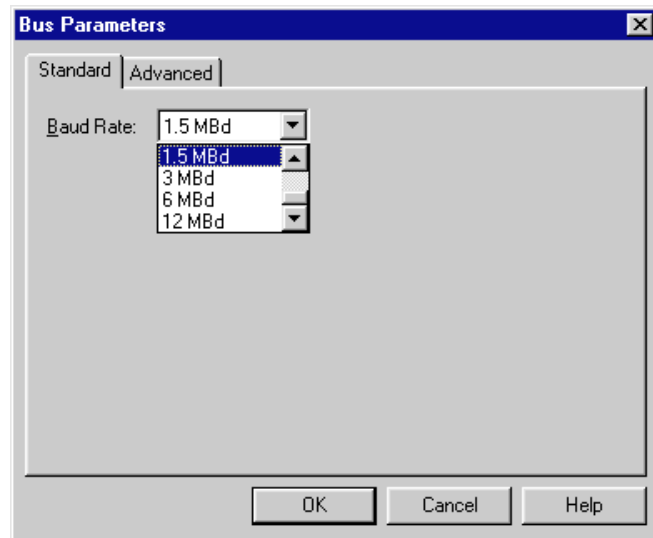 Bus Parameters
Standard Advanced
Baud Rate: 1.5 MBd
1.5 MBd
3 MBd
6 MBd
12 MBd
OK Cancel Help